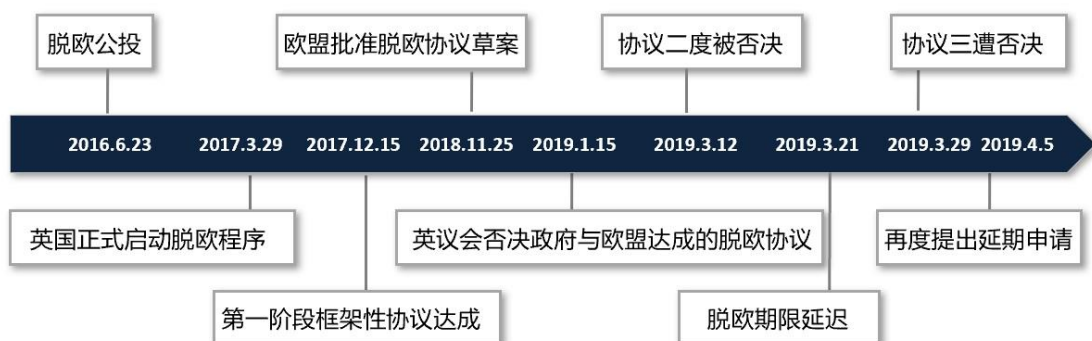 脱欧公投
欧盟批准脱欧协议草案
协议二度被否决
协议三遭否决
2016.6.23
2017.3.29
2017.12.15
2018.11.25
2019.1.15
2019.3.12
2019.3.21
2019.3.29
2019.4.5
英国正式启动脱欧程序
英议会否决政府与欧盟达成的脱欧协议
再度提出延期申请
第一阶段框架性协议达成
脱欧期限延迟